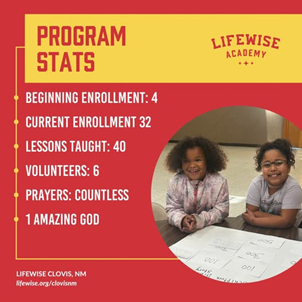 PROGRAM
STATS
LIFEWISE
ACADEMY
BEGINNING ENROLLMENT: 4
CURRENT ENROLLMENT 32
LESSONS TAUGHT: 40
VOLUNTEERS: 6
PRAYERS: COUNTLESS
1 AMAZING GOD
LIFEWISE CLOVIS, NM
lifewise.org/clovisnm